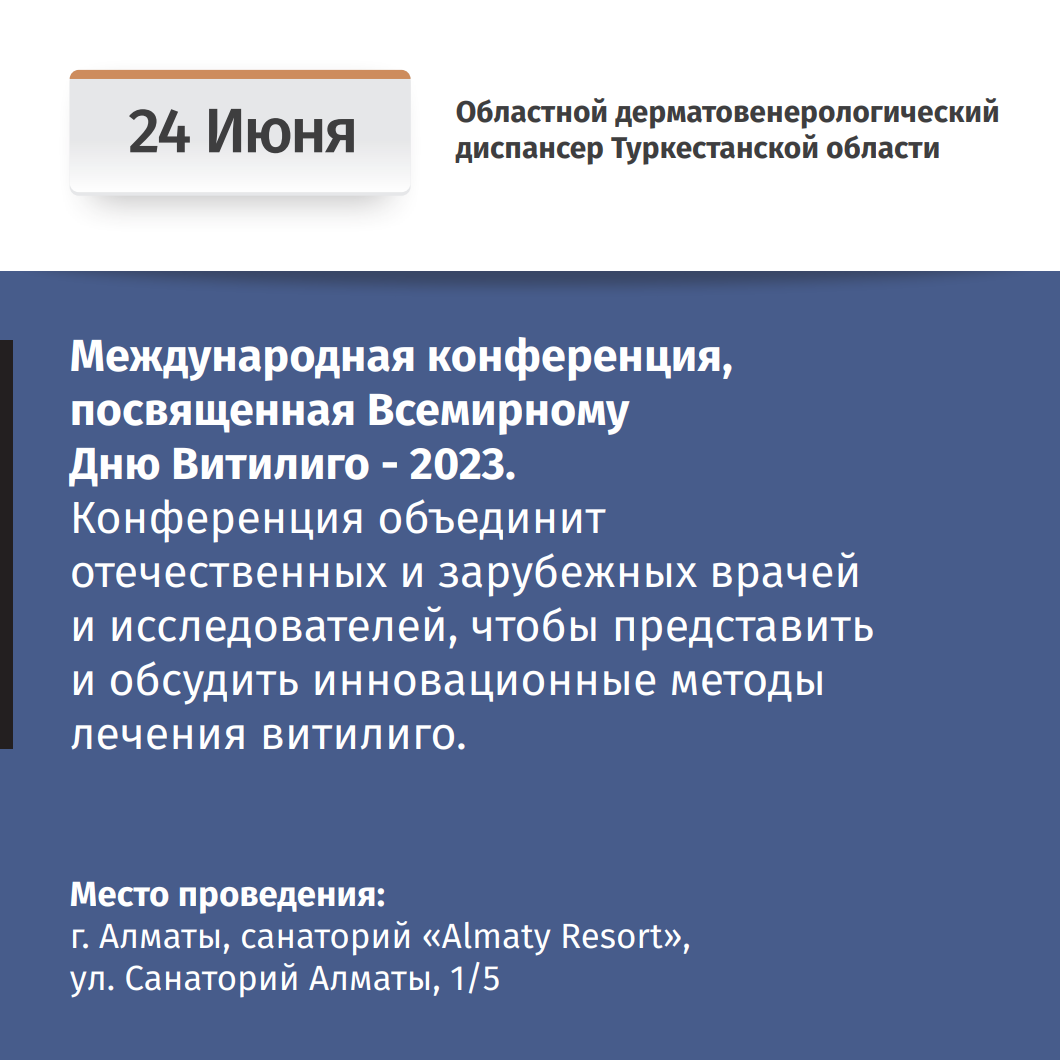 24 Июня
Областной дерматовенерологический
диспансер Туркестанской области
Международная конференция,
посвященная Всемирному
Дню Витилиго - 2023.
Конференция объединит
отечественных и зарубежных врачей
и исследователей, чтобы представить
и обсудить инновационные методы
лечения витилиго.
Место проведения:
г. Алматы, санаторий «Almaty Resort»,
ул. Санаторий Алматы, 1/5